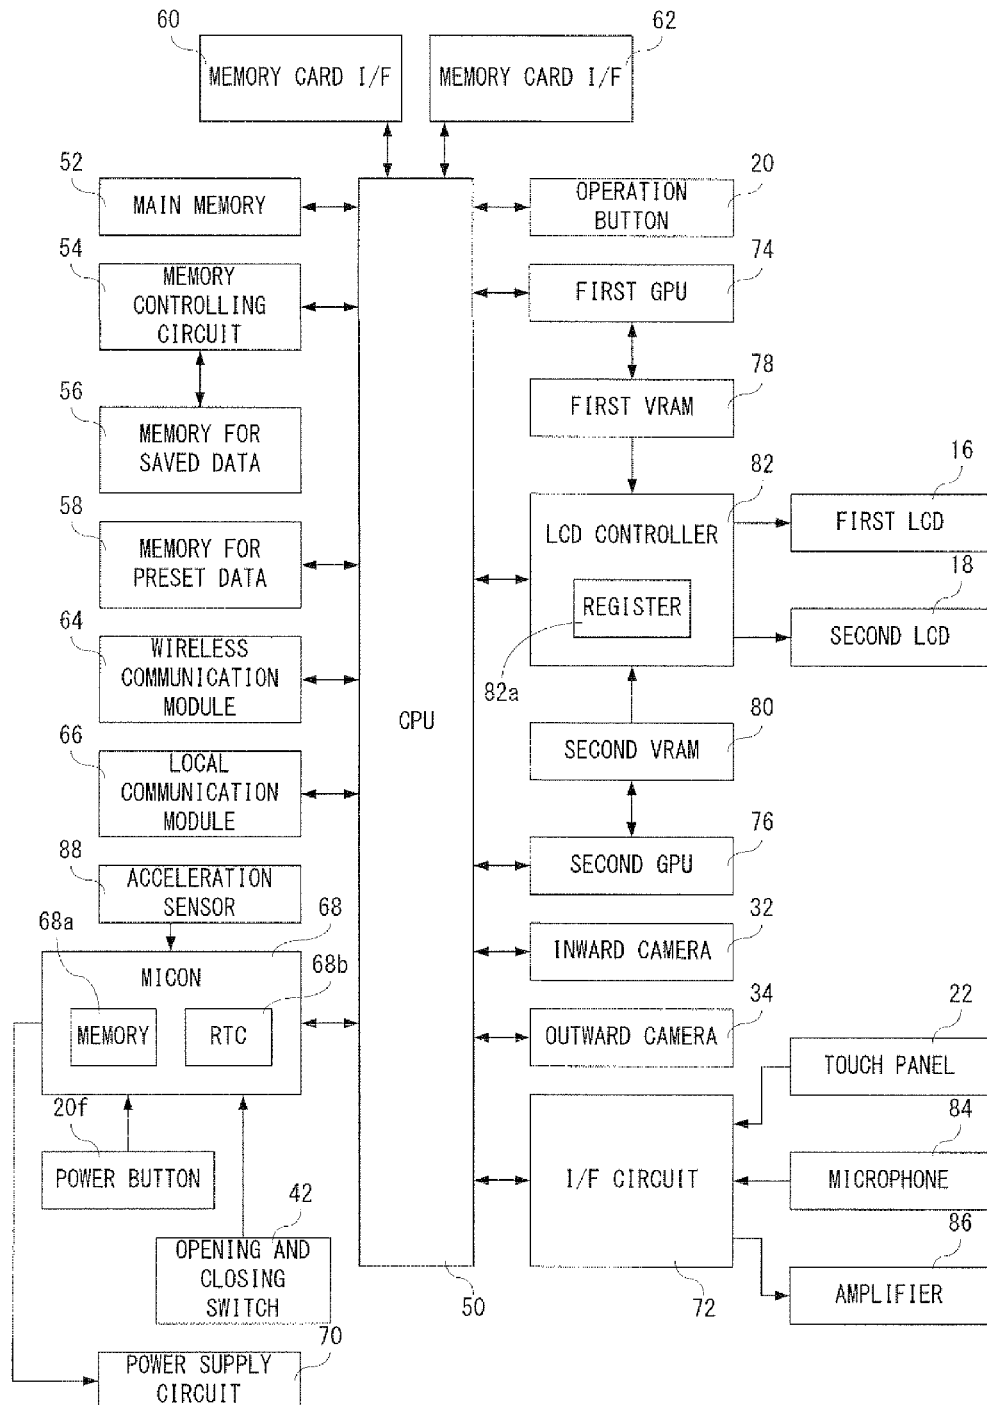 60
62
MEMORY CARD I/F
MEMORY CARD I/F
52
MAIN MEMORY
20
OPERATION
BUTTON
54
MEMORY
CONTROLLING
CIRCUIT
74
FIRST GPU
78
FIRST VRAM
56
MEMORY FOR
SAVED DATA
82
LCD CONTROLLER
REGISTER
82a
16
FIRST LCD
18
SECOND LCD
58
MEMORY FOR
PRESET DATA
64
WIRELESS
COMMUNICATION
MODULE
CPU
80
SECOND VRAM
66
LOCAL
COMMUNICATION
MODULE
76
SECOND GPU
88
ACCELERATION
SENSOR
68a
68
68b
MICON
MEMORY
RTC
32
INWARD CAMERA
34
OUTWARD CAMERA
22
TOUCH PANEL
20f
POWER BUTTON
I/F CIRCUIT
84
MICROPHONE
42
OPENING AND
CLOSING
SWITCH
50
72
86
AMPLIFIER
70
POWER SUPPLY
CIRCUIT